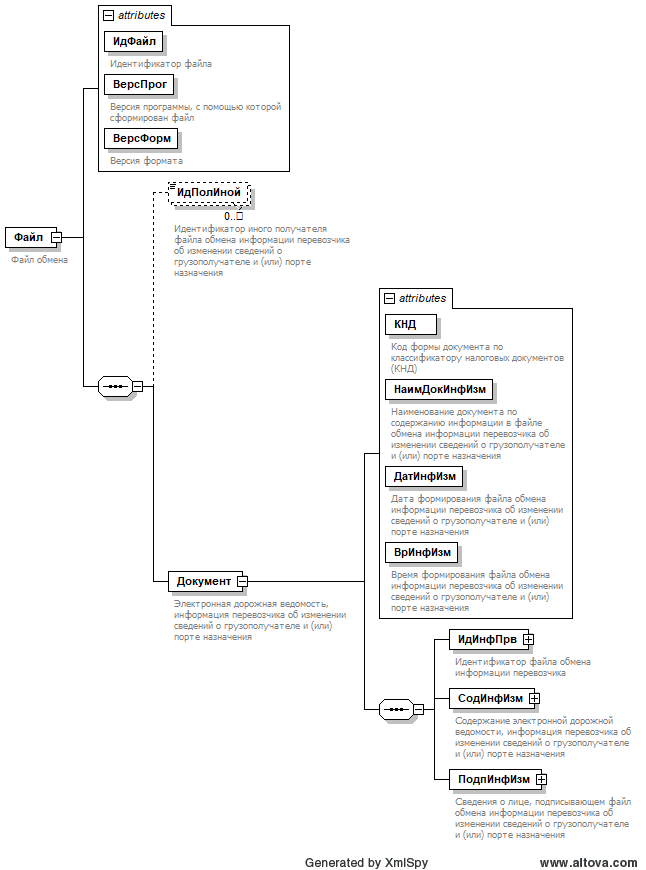 attributes
ИдФайл
Идентификатор файла
ВерсПрог
Версия программы, с помощью которой
сформирован файл
ВерсФорм
Версия формата
ИдПолИной
0..□
Идентификатор иного получателя
файла обмена информации перевозчика
об изменении сведений о
грузополучателе и (или) порте
назначения
Файл
Файл обмена
attributes
КНД
Код формы документа по
классификатору налоговых документов
(КНД)
НаимДокИнфИзм
Наименование документа по
содержанию информации в файле
обмена информации перевозчика об
изменении сведений о грузополучателе
и (или) порте назначения
ДатИнфИзм
Дата формирования файла обмена
информации перевозчика об изменении
сведений о грузополучателе и (или)
порте назначения
ВрИнфИзм
Время формирования файла обмена
информации перевозчика об изменении
сведений о грузополучателе и (или)
порте назначения
Документ
Электронная дорожная ведомость,
информация перевозчика об изменении
сведений о грузополучателе и (или)
порте назначения
ИдИнфПрв
Идентификатор файла обмена
информации перевозчика
СодИнфИзм
Содержание электронной дорожной
ведомости, информация перевозчика об
изменении сведений о грузополучателе
и (или) порте назначения
ПодпИнфИзм
Сведения о лице, подписывающем файл
обмена информации перевозчика об
изменении сведений о грузополучателе
и (или) порте назначения
Generated by XmlSpy
www.altova.com